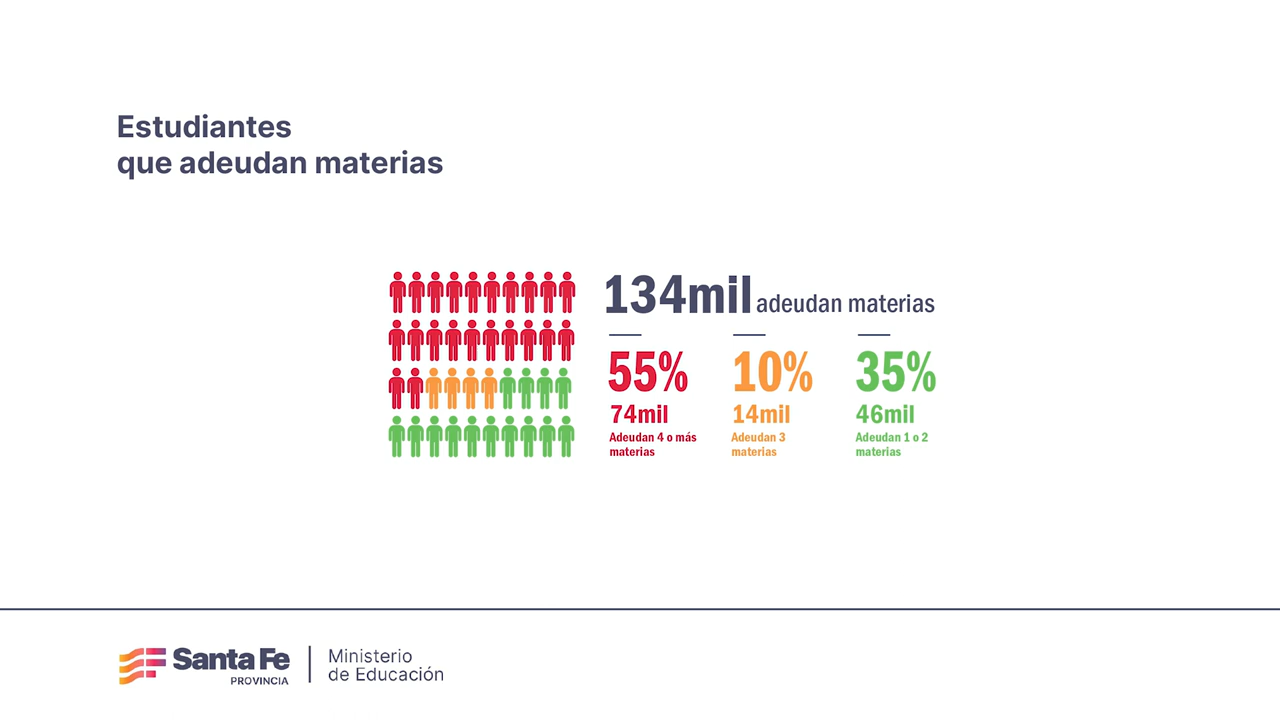 Estudiantes
que adeudan materias
134mil adeudan materias
55%
74mil
Adeudan 4 o más
materias
10%
14mil
Adeudan 3
materias
35%
46mil
Adeudan 1 o 2
materias
Santa Fe
PROVINCIA
Ministerio
de Educación